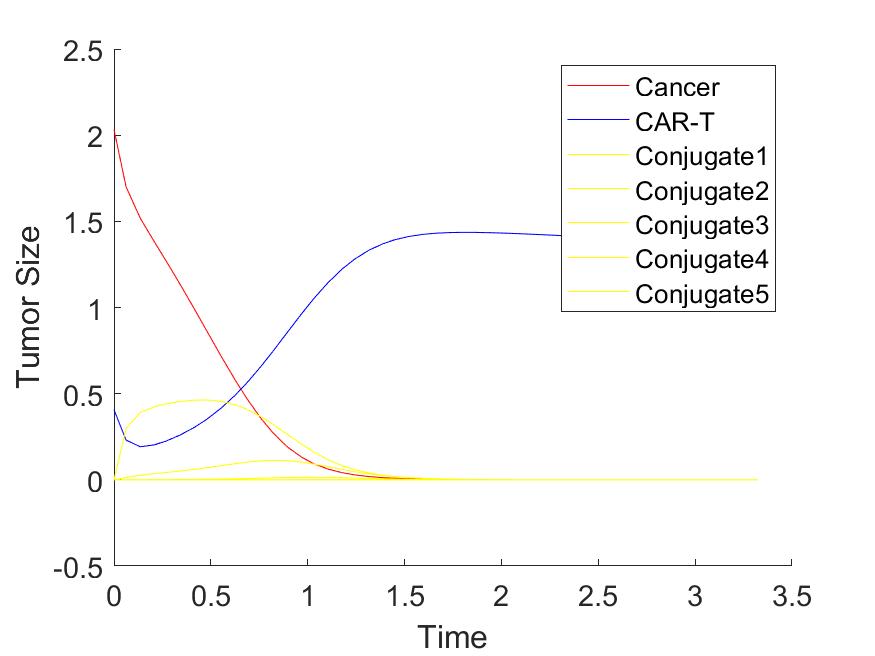 2.5
2
1.5
1
0.5
0
-0.5
Tumor Size
0 0.5 1 1.5 2 2.5 3 3.5
Time
Cancer
CAR-T
Conjugate1
Conjugate2
Conjugate3
Conjugate4
Conjugate5